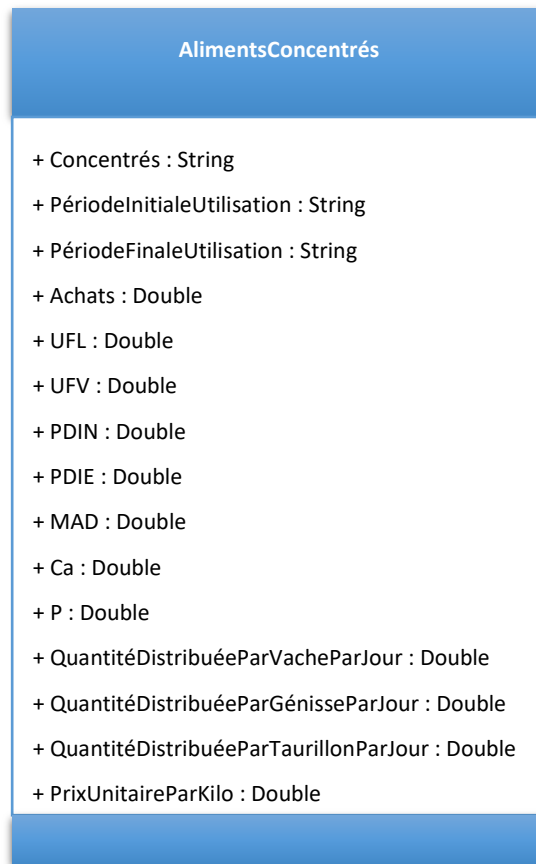 AlimentsConcentrés
+ Concentrés : String
+ PériodeInitialeUtilisation : String
+ PériodeFinaleUtilisation : String
+ Achats : Double
+ UFL : Double
+ UFV : Double
+ PDIN : Double
+ PDIE : Double
+ MAD : Double
+ Ca : Double
+ P : Double
+ QuantitéDistribuéeParVacheParJour : Double
+ QuantitéDistribuéeParGénisseParJour : Double
+ QuantitéDistribuéeParTaurillonParJour : Double
+ PrixUnitaireParKilo : Double